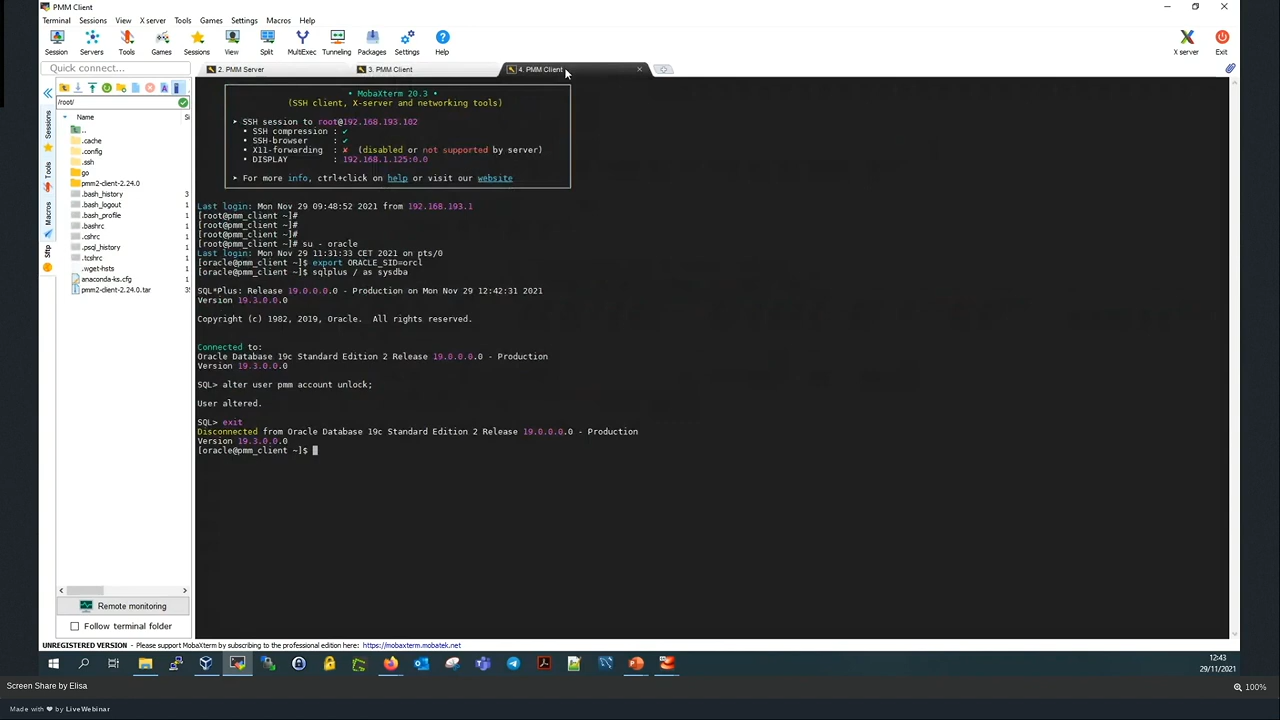 PMM Client
Terminal Sessions View X server Tools Games Settings Macros Help
Session Servers Tools Games Sessions View Split MultiExec Tunneling Packages Settings Help X server Exit
Quick connect...
2. PMM Server
3. PMM Client
4. PMM Client
/root/
Sessions
Tools
Macros
Sftp
Name
..
.cache
.config
.ssh
go
pmm2-client-2.24.0
.bash_history 3
.bash_logout 1
.bash_profile 1
.bashrc 1
.cshrc 1
.psql_history 1
.tcshrc 1
.wget-hsts 1
anaconda-ks.cfg 1
pmm2-client-2.24.0.tar
Remote monitoring
Follow terminal folder
• MobaXterm 20.3 •
(SSH client, X-server and networking tools)
▸ SSH session to root@192.168.193.102
• SSH compression : ✔
• SSH-browser : ✔
• X11-forwarding : ✘ (disabled or not supported by server)
• DISPLAY : 192.168.1.125:0.0
▸ For more info, ctrl+click on help or visit our website
Last login: Mon Nov 29 09:48:52 2021 from 192.168.193.1
[root@pmm_client ~]#
[root@pmm_client ~]#
[root@pmm_client ~]#
[root@pmm_client ~]# su - oracle
Last login: Mon Nov 29 11:31:33 CET 2021 on pts/0
[oracle@pmm_client ~]$ export ORACLE_SID=orcl
[oracle@pmm_client ~]$ sqlplus / as sysdba
SQL*Plus: Release 19.0.0.0.0 - Production on Mon Nov 29 12:42:31 2021
Version 19.3.0.0.0
Copyright (c) 1982, 2019, Oracle. All rights reserved.
Connected to:
Oracle Database 19c Standard Edition 2 Release 19.0.0.0.0 - Production
Version 19.3.0.0.0
SQL> alter user pmm account unlock;
User altered.
SQL> exit
Disconnected from Oracle Database 19c Standard Edition 2 Release 19.0.0.0.0 - Production
Version 19.3.0.0.0
[oracle@pmm_client ~]$
UNREGISTERED VERSION - Please support MobaXterm by subscribing to the professional edition here: https://mobaxterm.mobatek.net
12:43
29/11/2021
Screen Share by Elisa
100%
Made with ❤ by LiveWebinar